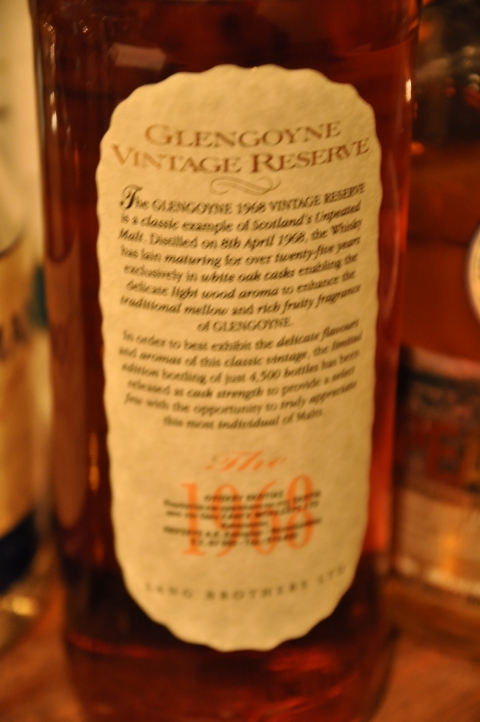 GLENGOYNE
VINTAGE RESERVE
The GLENGOYNE 1968 VINTAGE RESERVE
is a classic example of Scotland's Unpeated
Malt. Distilled on 8th April 1968, the Whisky
has lain maturing for over twenty-five years
exclusively in white oak casks enabling the
delicate light wood aroma to enhance the
traditional mellow and rich fruity fragrance
of GLENGOYNE.
In order to best exhibit the delicate flavours
and aromas of this classic vintage, the limited
edition bottling of just 4,500 bottles has been
released at cask strength to provide a select
few with the opportunity to truly appreciate
this most individual of Malts.
The
1968
LANG BROTHERS LTD